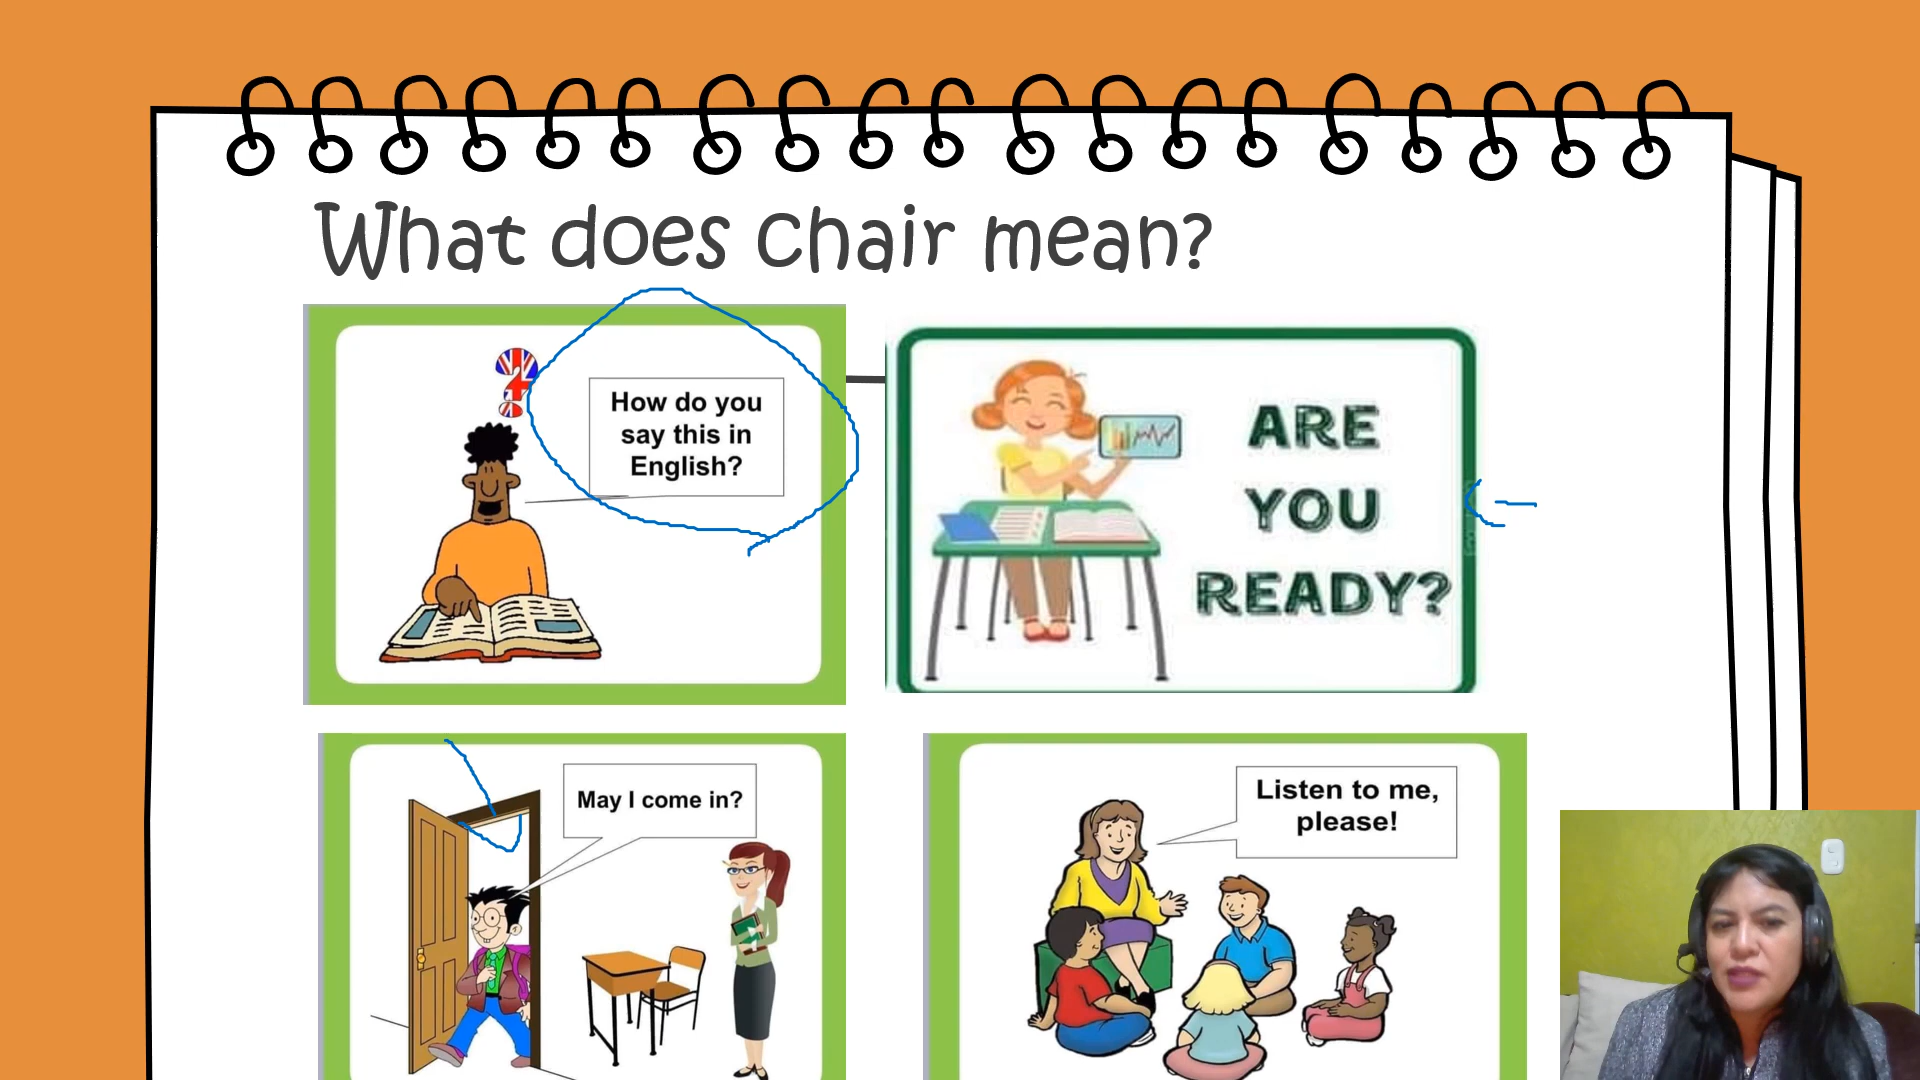 What does chair mean?
How do you
say this in
English?
ARE
YOU
READY?
May I come in?
Listen to me,
please!